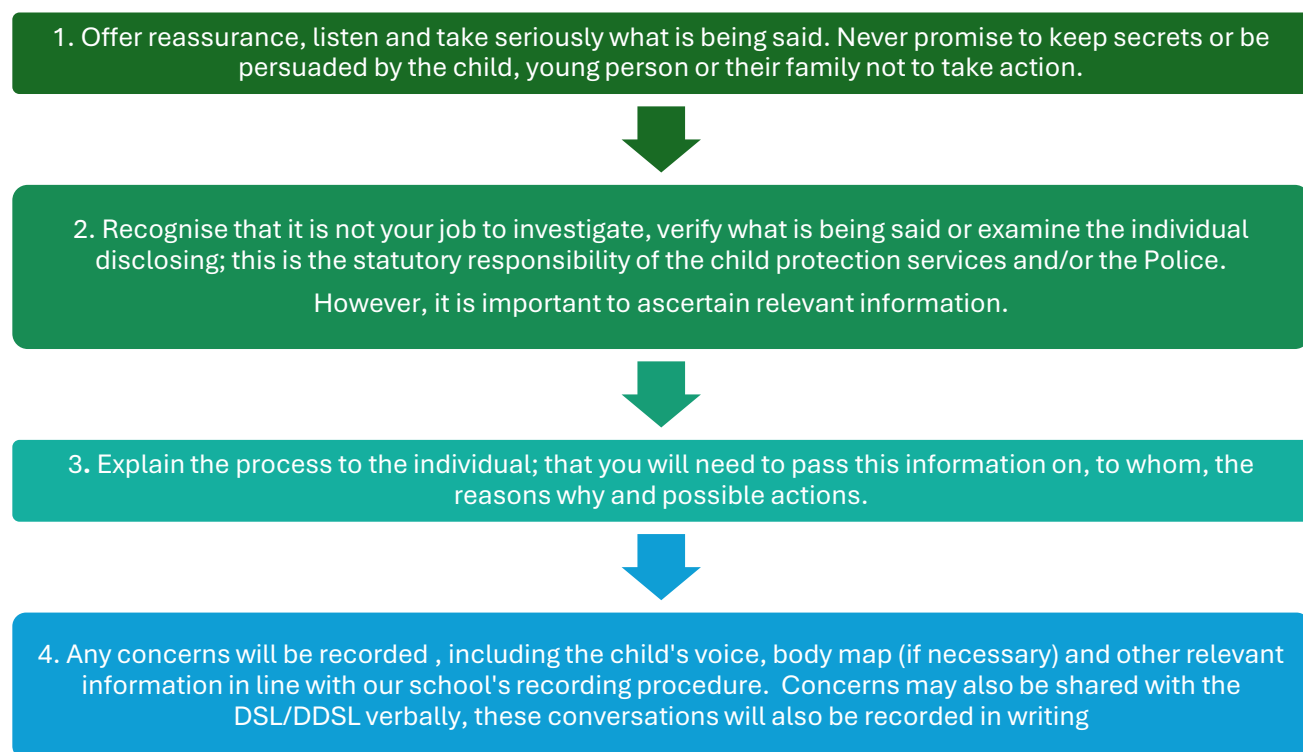 1. Offer reassurance, listen and take seriously what is being said. Never promise to keep secrets or be
persuaded by the child, young person or their family not to take action.
2. Recognise that it is not your job to investigate, verify what is being said or examine the individual
disclosing; this is the statutory responsibility of the child protection services and/or the Police.
However, it is important to ascertain relevant information.
3. Explain the process to the individual; that you will need to pass this information on, to whom, the
reasons why and possible actions.
4. Any concerns will be recorded , including the child's voice, body map (if necessary) and other relevant
information in line with our school's recording procedure.  Concerns may also be shared with the
DSL/DDSL verbally, these conversations will also be recorded in writing